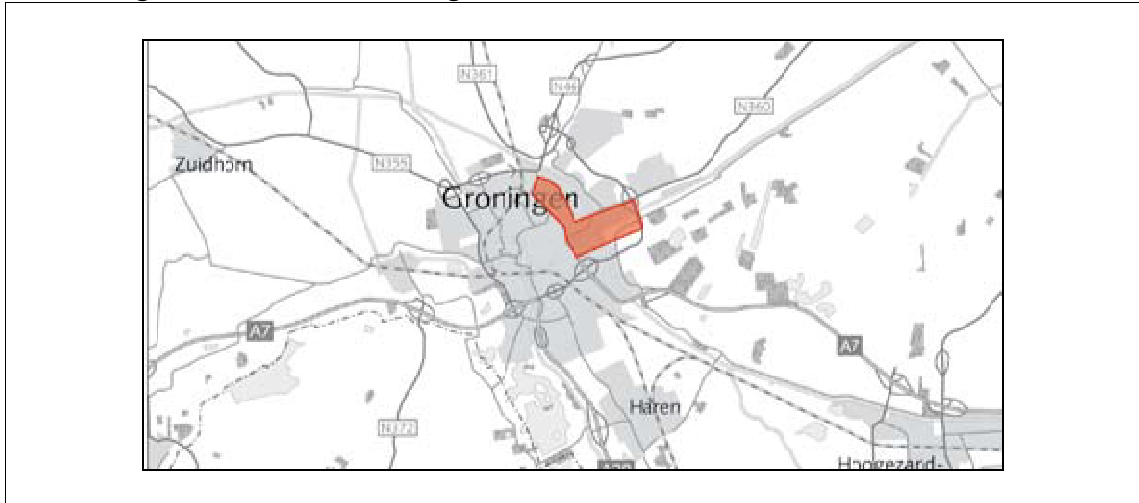 N361
N46
N360
Zuidhorn
N355
Groningen
A7
A7
Haren
N372
Hoogezand-